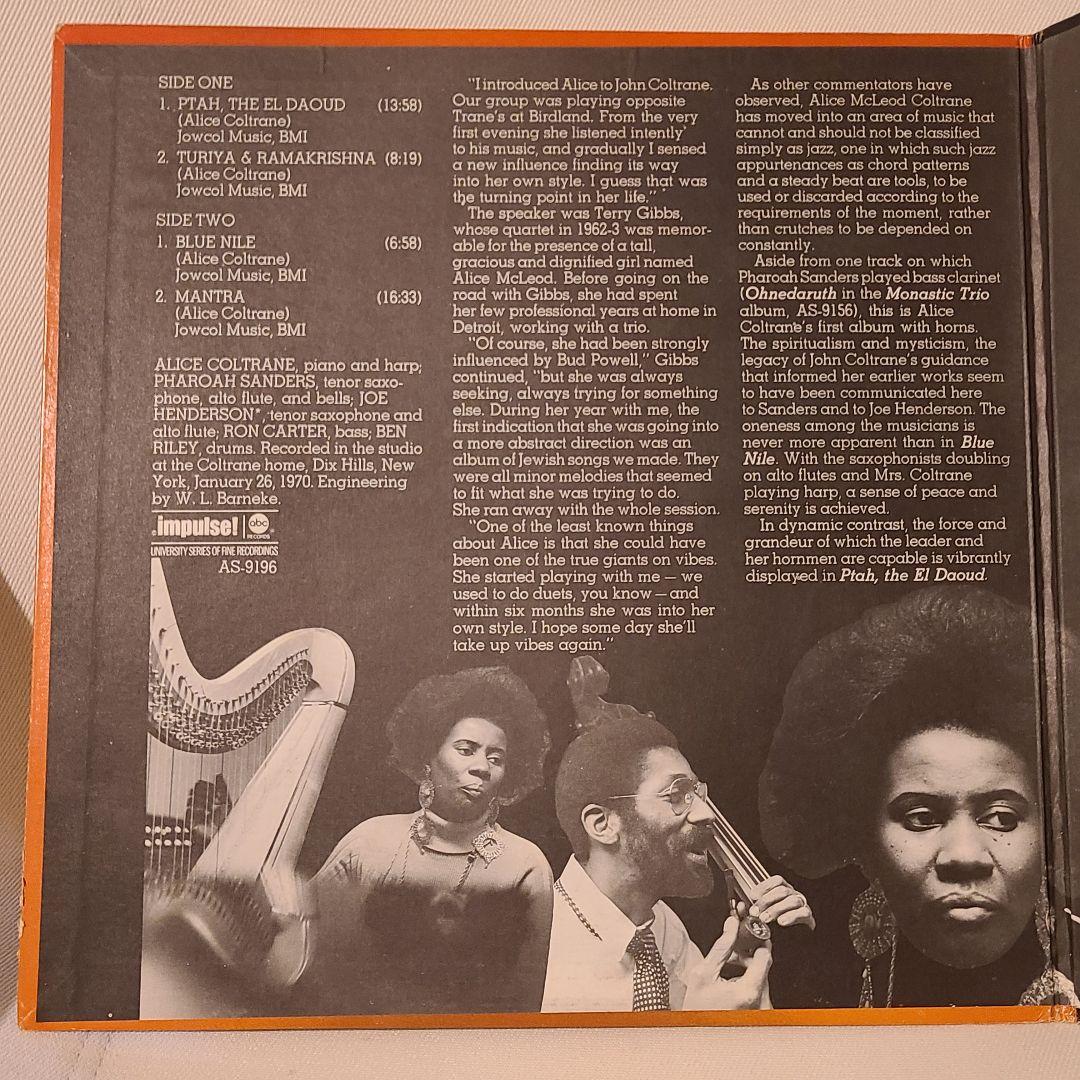 SIDE ONE
1. PTAH, THE EL DAOUD (13:58)
(Alice Coltrane)
Jowcol Music, BMI
2. TURIYA & RAMAKRISHNA (8:19)
(Alice Coltrane)
Jowcol Music, BMI
SIDE TWO
1. BLUE NILE (6:58)
(Alice Coltrane)
Jowcol Music, BMI
2. MANTRA (16:33)
(Alice Coltrane)
Jowcol Music, BMI
ALICE COLTRANE, piano and harp;
PHAROAH SANDERS, tenor saxo-
phone, alto flute, and bells; JOE
HENDERSON*, tenor saxophone and
alto flute; RON CARTER, bass; BEN
RILEY, drums. Recorded in the studio
at the Coltrane home, Dix Hills, New
York, January 26, 1970. Engineering
by W. L. Barneke.
impulse! abc RECORDS
UNIVERSITY SERIES OF FINE RECORDINGS
AS-9196
"I introduced Alice to John Coltrane.
Our group was playing opposite
Trane's at Birdland. From the very
first evening she listened intently
to his music, and gradually I sensed
a new influence finding its way
into her own style. I guess that was
the turning point in her life."
The speaker was Terry Gibbs,
whose quartet in 1962-3 was memor-
able for the presence of a tall,
gracious and dignified girl named
Alice McLeod. Before going on the
road with Gibbs, she had spent
her few professional years at home in
Detroit, working with a trio.
"Of course, she had been strongly
influenced by Bud Powell," Gibbs
continued, "but she was always
seeking, always trying for something
else. During her year with me, the
first indication that she was going into
a more abstract direction was an
album of Jewish songs we made. They
were all minor melodies that seemed
to fit what she was trying to do.
She ran away with the whole session.
"One of the least known things
about Alice is that she could have
been one of the true giants on vibes.
She started playing with me — we
used to do duets, you know — and
within six months she was into her
own style. I hope some day she'll
take up vibes again."
As other commentators have
observed, Alice McLeod Coltrane
has moved into an area of music that
cannot and should not be classified
simply as jazz, one in which such jazz
appurtenances as chord patterns
and a steady beat are tools, to be
used or discarded according to the
requirements of the moment, rather
than crutches to be depended on
constantly.
Aside from one track on which
Pharoah Sanders played bass clarinet
(Ohnedaruth in the Monastic Trio
album, AS-9156), this is Alice
Coltrane's first album with horns.
The spiritualism and mysticism, the
legacy of John Coltrane's guidance
that informed her earlier works seem
to have been communicated here
to Sanders and to Joe Henderson. The
oneness among the musicians is
never more apparent than in Blue
Nile. With the saxophonists doubling
on alto flutes and Mrs. Coltrane
playing harp, a sense of peace and
serenity is achieved.
In dynamic contrast, the force and
grandeur of which the leader and
her hornmen are capable is vibrantly
displayed in Ptah, the El Daoud.